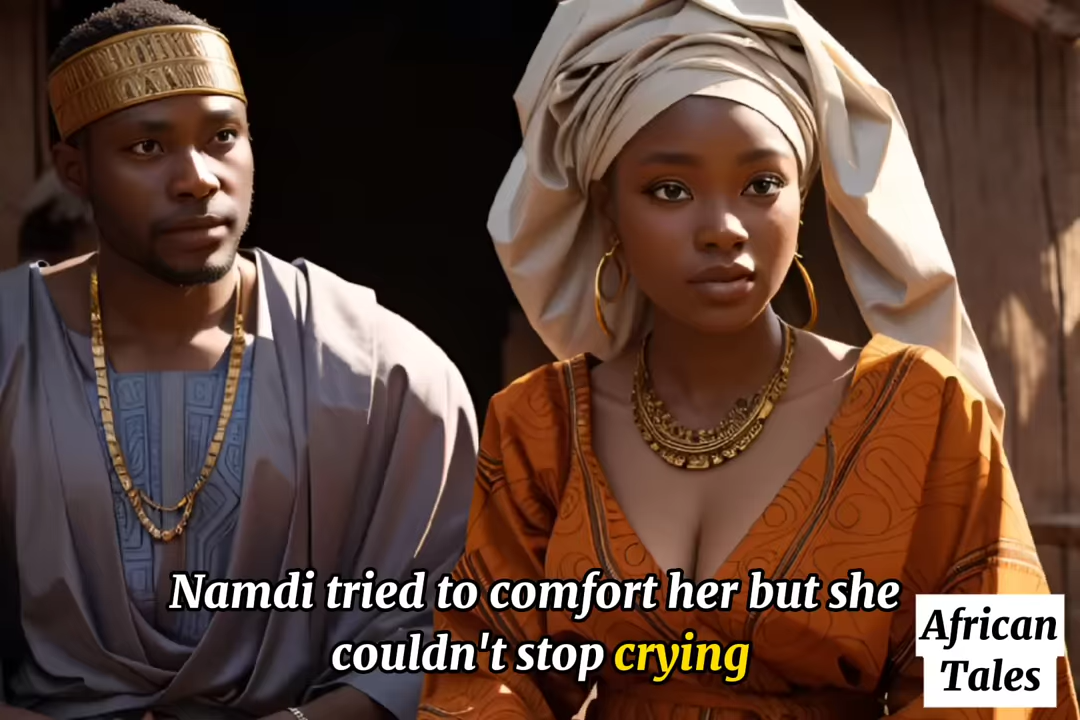 Namdi tried to comfort her but she
couldn't stop crying
African
Tales